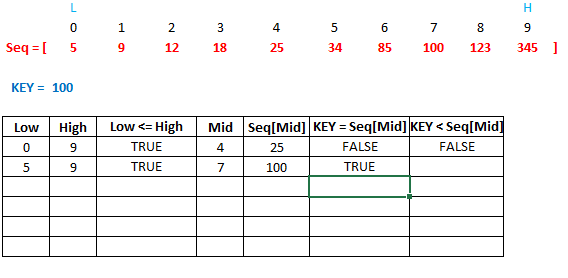 L H
0 1 2 3 4 5 6 7 8 9
Seq = [ 5 9 12 18 25 34 85 100 123 345 ]
KEY = 100
Low High Low <= High Mid Seq[Mid] KEY = Seq[Mid] KEY < Seq[Mid]
0 9 TRUE 4 25 FALSE FALSE
5 9 TRUE 7 100 TRUE